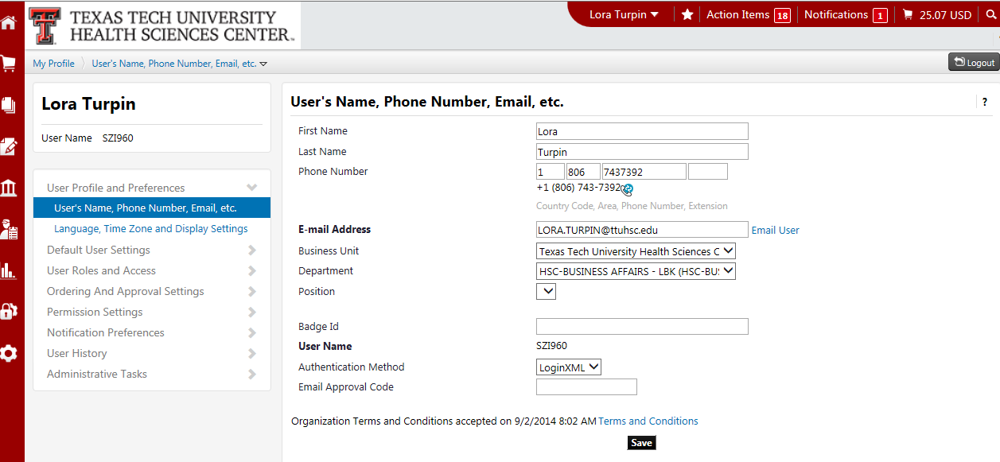 TEXAS TECH UNIVERSITY
HEALTH SCIENCES CENTER
Lora Turpin Action Items 18 Notifications 1 25.07 USD
My Profile User's Name, Phone Number, Email, etc. Logout
Lora Turpin
User Name SZI960
User Profile and Preferences
User's Name, Phone Number, Email, etc.
Language, Time Zone and Display Settings
Default User Settings
User Roles and Access
Ordering And Approval Settings
Permission Settings
Notification Preferences
User History
Administrative Tasks
User's Name, Phone Number, Email, etc. ?
First Name Lora
Last Name Turpin
Phone Number 1 806 7437392
+1 (806) 743-7392
Country Code, Area, Phone Number, Extension
E-mail Address LORA.TURPIN@ttuhsc.edu Email User
Business Unit Texas Tech University Health Sciences C
Department HSC-BUSINESS AFFAIRS - LBK (HSC-BUS
Position
Badge Id
User Name SZI960
Authentication Method LoginXML
Email Approval Code
Organization Terms and Conditions accepted on 9/2/2014 8:02 AM Terms and Conditions
Save